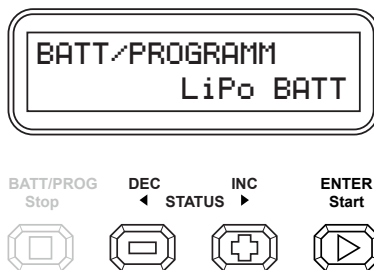 BATT/PROGRAMM
LiPo BATT
BATT/PROG DEC INC ENTER
Stop ◄ STATUS ► Start